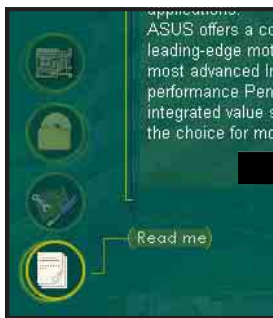 applications.
ASUS offers a co
leading-edge mot
most advanced In
performance Pen
integrated value s
the choice for mo
Read me